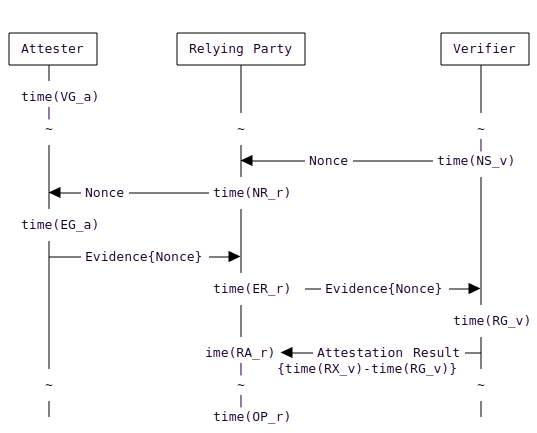 Attester Relying Party Verifier
time(VG_a)
~ ~ ~
Nonce time(NS_v)
Nonce time(NR_r)
time(EG_a)
Evidence{Nonce}
time(ER_r) Evidence{Nonce}
time(RG_v)
ime(RA_r) Attestation Result
{time(RX_v)-time(RG_v)}
~ ~ ~
time(OP_r)